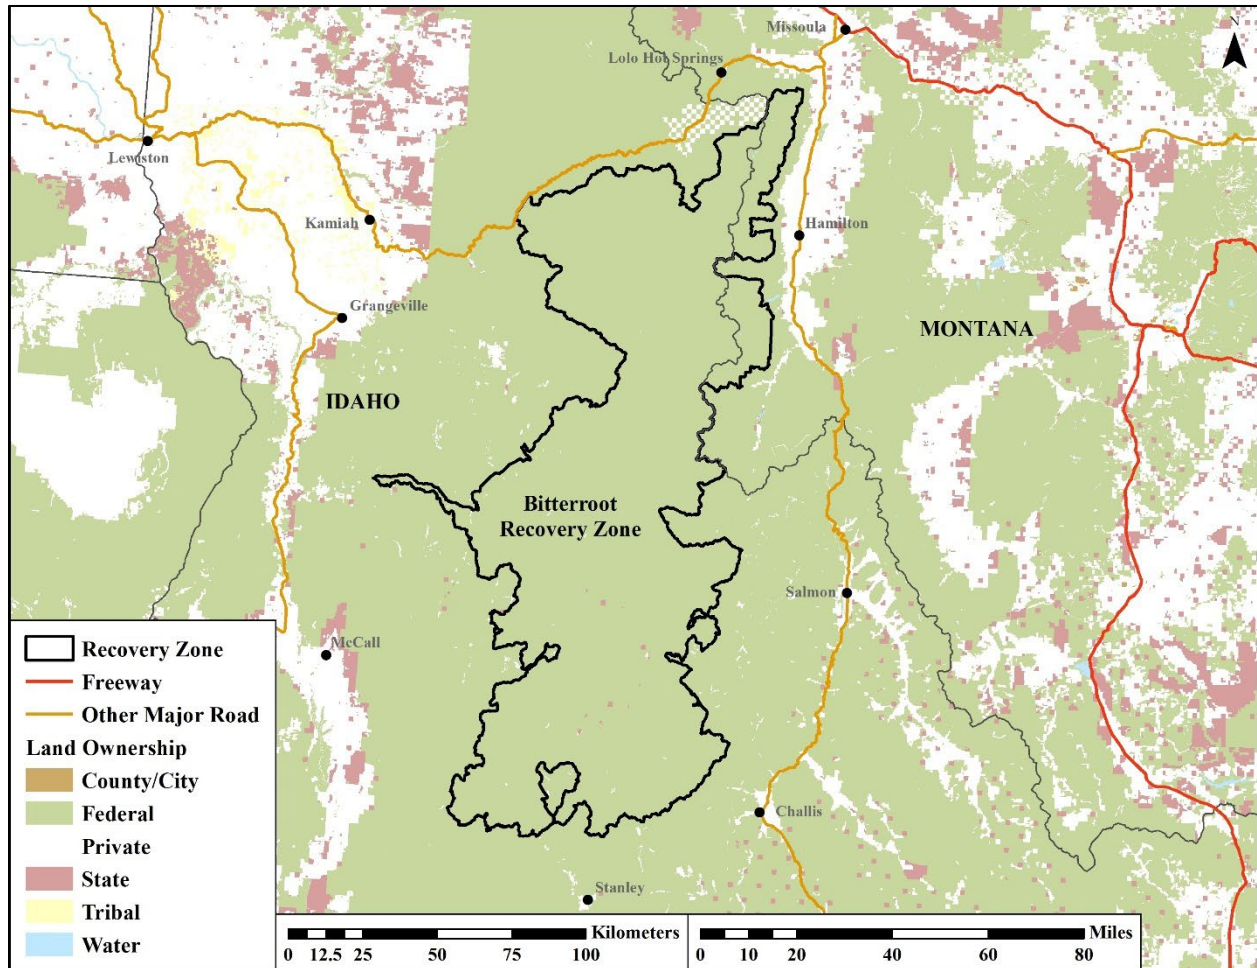 Missoula
N
Lolo Hot Springs
Lewiston
Kamiah
Hamilton
Grangeville
MONTANA
IDAHO
Bitterroot
Recovery Zone
Salmon
McCall
Challis
Stanley
Recovery Zone
Freeway
Other Major Road
Land Ownership
County/City
Federal
Private
State
Tribal
Water
Kilometers
0 12.5 25 50 75 100
Miles
0 10 20 40 60 80